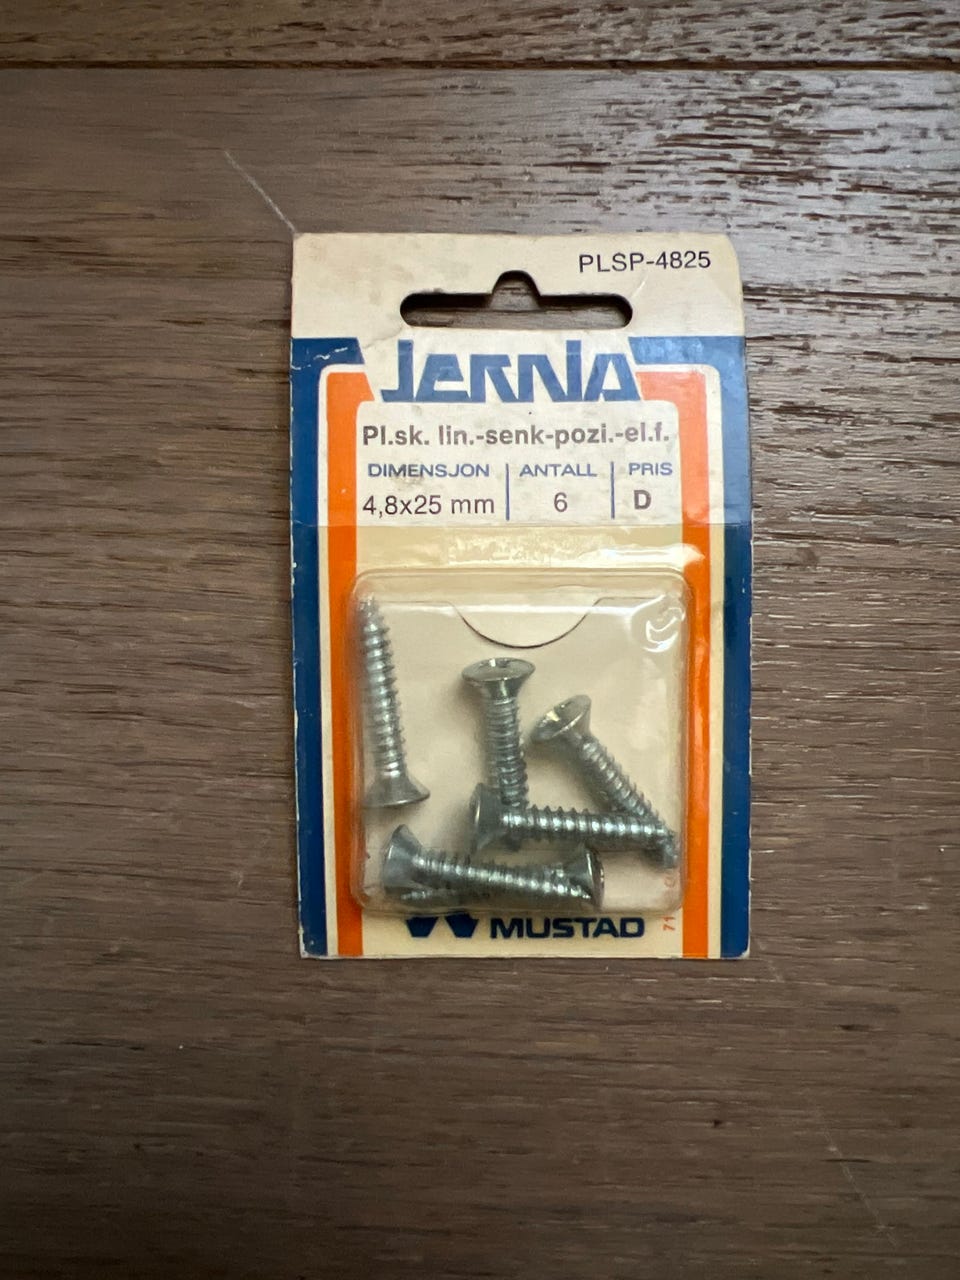 PLSP-4825
JERNIA
Pl.sk. lin.-senk-pozi.-el.f.
DIMENSJON ANTALL PRIS
4,8x25 mm 6 D
MUSTAD